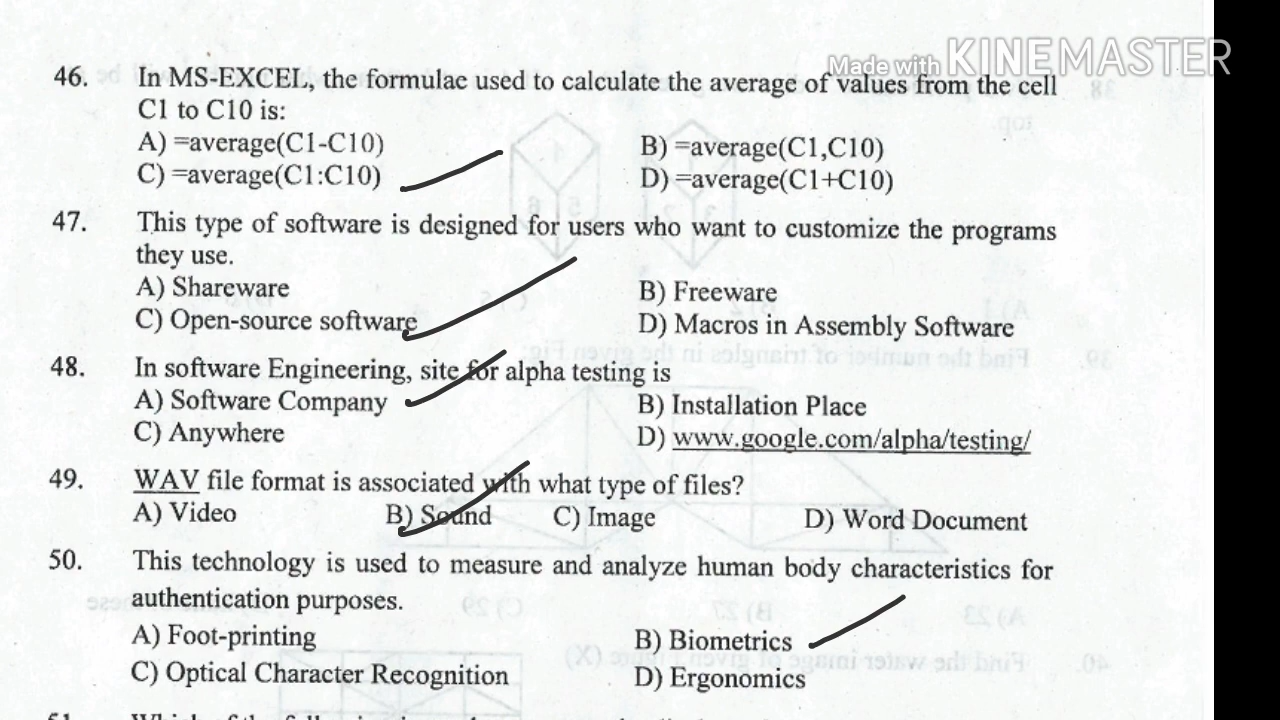 Made with KINEMASTER
46. In MS-EXCEL, the formulae used to calculate the average of values from the cell
C1 to C10 is:
A) =average(C1-C10) B) =average(C1,C10)
C) =average(C1:C10) D) =average(C1+C10)
47. This type of software is designed for users who want to customize the programs
they use.
A) Shareware B) Freeware
C) Open-source software D) Macros in Assembly Software
48. In software Engineering, site for alpha testing is
A) Software Company B) Installation Place
C) Anywhere D) www.google.com/alpha/testing/
49. WAV file format is associated with what type of files?
A) Video B) Sound C) Image D) Word Document
50. This technology is used to measure and analyze human body characteristics for
authentication purposes.
A) Foot-printing B) Biometrics
C) Optical Character Recognition D) Ergonomics